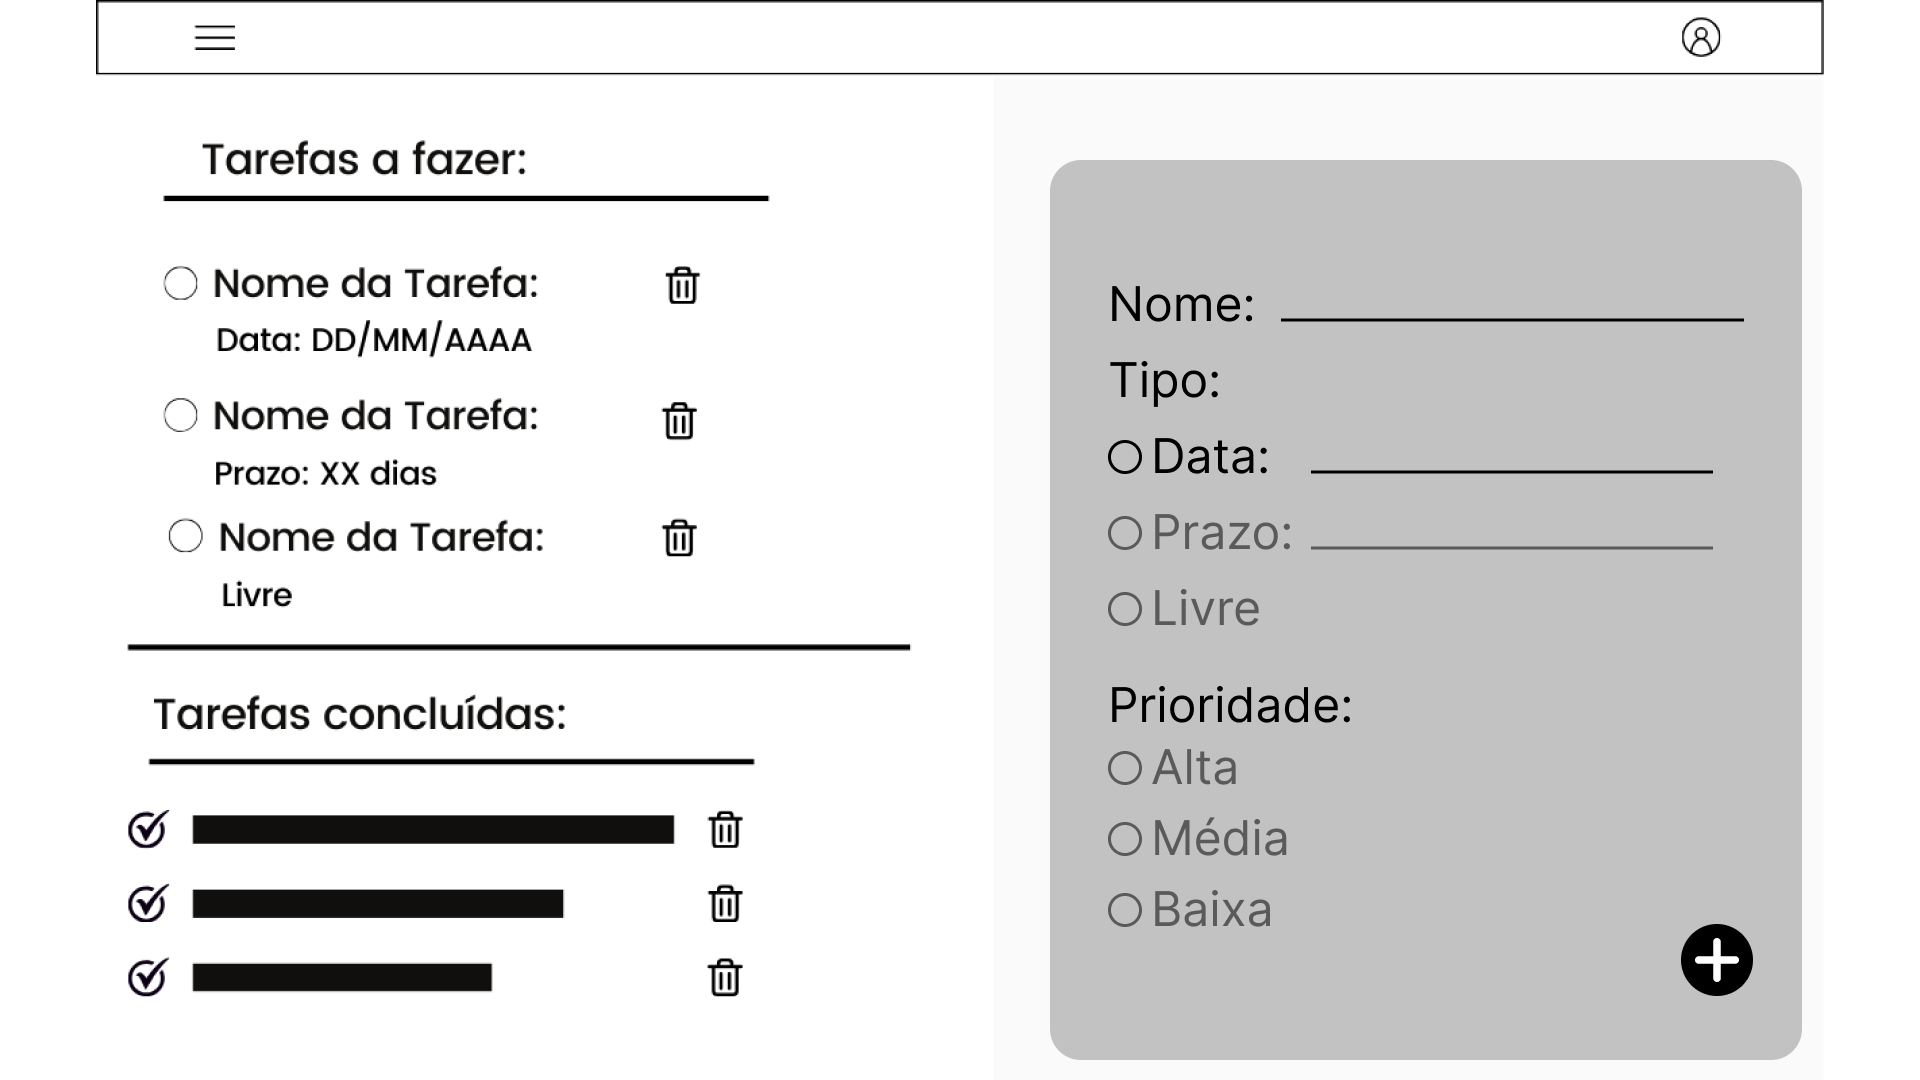 Tarefas a fazer:
Nome da Tarefa:
Data: DD/MM/AAAA
Nome da Tarefa:
Prazo: XX dias
Nome da Tarefa:
Livre
Tarefas concluídas:
Nome:
Tipo:
Data:
Prazo:
Livre
Prioridade:
Alta
Média
Baixa